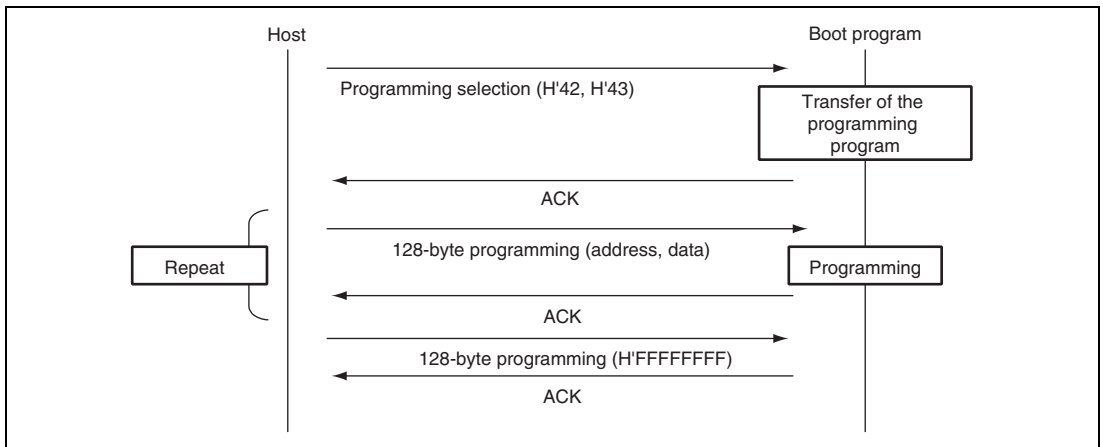 Host
Boot program
Programming selection (H'42, H'43)
Transfer of the
programming
program
ACK
128-byte programming (address, data)
Repeat
Programming
ACK
128-byte programming (H'FFFFFFFF)
ACK